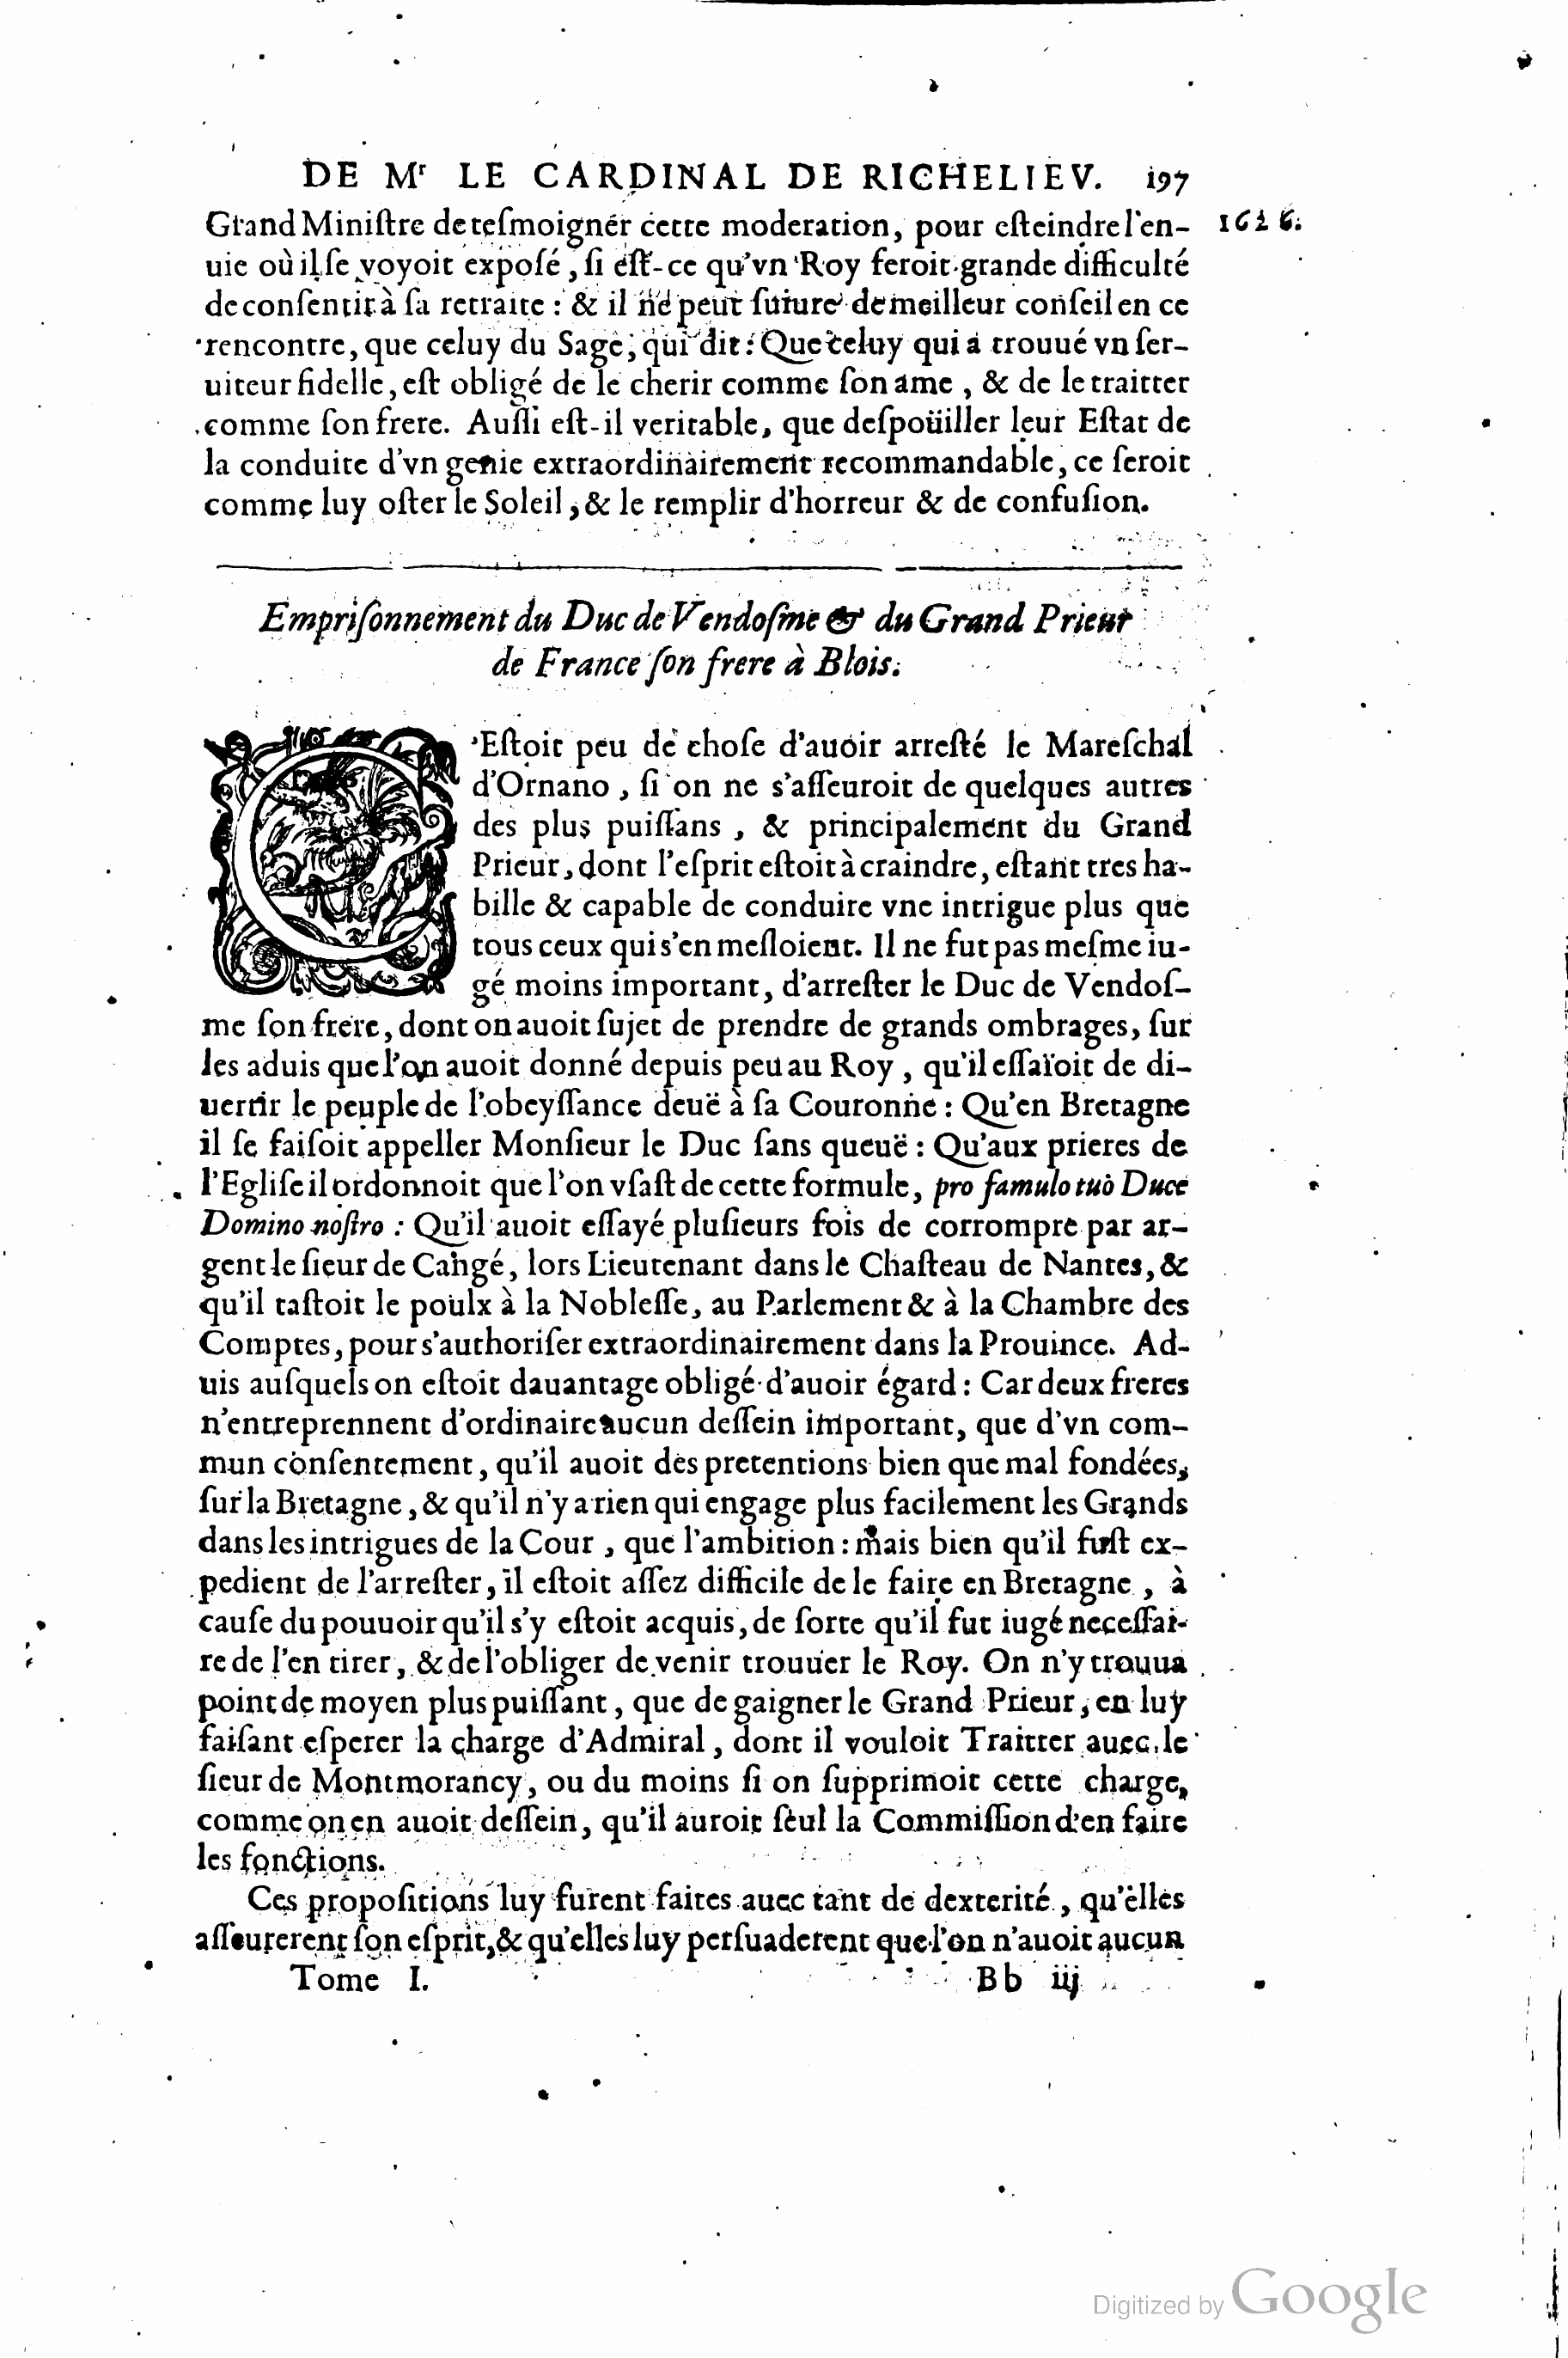 DE Mr LE CARDINAL DE RICHELIEV. 197
Grand Miniſtre de teſmoigner cette moderation, pour eſteindre l'en- 1626.
uie où il ſe voyoit expoſé, ſi eſt-ce qu'vn Roy feroit grande difficulté
de conſentir à ſa retraite : & il ne peut ſuiure de meilleur conſeil en ce
rencontre, que celuy du Sage, qui dit : Que celuy qui a trouué vn ſer-
uiteur fidelle, eſt obligé de le cherir comme ſon ame, & de le traitter
comme ſon frere. Auſſi eſt-il veritable, que deſpoüiller leur Eſtat de
la conduite d'vn genie extraordinairement recommandable, ce ſeroit
comme luy oſter le Soleil, & le remplir d'horreur & de confuſion.
Empriſonnement du Duc de Vendoſme & du Grand Prieur
de France ſon frere à Blois.
C'Eſtoit peu de choſe d'auoir arreſté le Mareſchal
d'Ornano, ſi on ne s'aſſeuroit de quelques autres
des plus puiſſans, & principalement du Grand
Prieur, dont l'eſprit eſtoit à craindre, eſtant tres ha-
bille & capable de conduire vne intrigue plus que
tous ceux qui s'en meſloient. Il ne fut pas meſme iu-
gé moins important, d'arreſter le Duc de Vendoſ-
me ſon frere, dont on auoit ſujet de prendre de grands ombrages, ſur
les aduis que l'on auoit donné depuis peu au Roy, qu'il eſſaïoit de di-
uertir le peuple de l'obeyſſance deuë à ſa Couronne : Qu'en Bretagne
il ſe faiſoit appeller Monſieur le Duc ſans queuë : Qu'aux prieres de
l'Egliſe il ordonnoit que l'on vſaſt de cette formule, pro famulo tuò Duce
Domino noſtro : Qu'il auoit eſſayé pluſieurs fois de corrompre par ar-
gent le ſieur de Cangé, lors Lieutenant dans le Chaſteau de Nantes, &
qu'il taſtoit le poulx à la Nobleſſe, au Parlement & à la Chambre des
Comptes, pour s'authoriſer extraordinairement dans la Prouince. Ad-
uis auſquels on eſtoit dauantage obligé d'auoir égard : Car deux freres
n'entreprennent d'ordinaire aucun deſſein important, que d'vn com-
mun conſentement, qu'il auoit des pretentions bien que mal fondées,
ſur la Bretagne, & qu'il n'y a rien qui engage plus facilement les Grands
dans les intrigues de la Cour, que l'ambition : mais bien qu'il fuſt ex-
pedient de l'arreſter, il eſtoit aſſez difficile de le faire en Bretagne, à
cauſe du pouuoir qu'il s'y eſtoit acquis, de ſorte qu'il fut iugé neceſſai-
re de l'en tirer, & de l'obliger de venir trouuer le Roy. On n'y trouua
point de moyen plus puiſſant, que de gaigner le Grand Prieur, en luy
faiſant eſperer la charge d'Admiral, dont il vouloit Traitter auec le
ſieur de Montmorancy, ou du moins ſi on ſupprimoit cette charge,
comme on en auoit deſſein, qu'il auroit ſeul la Commiſſion d'en faire
les fonctions.
Ces propoſitions luy furent faites auec tant de dexterité, qu'elles
aſſeurerent ſon eſprit, & qu'elles luy perſuaderent que l'on n'auoit aucun
Tome I. Bb iij
Digitized by Google